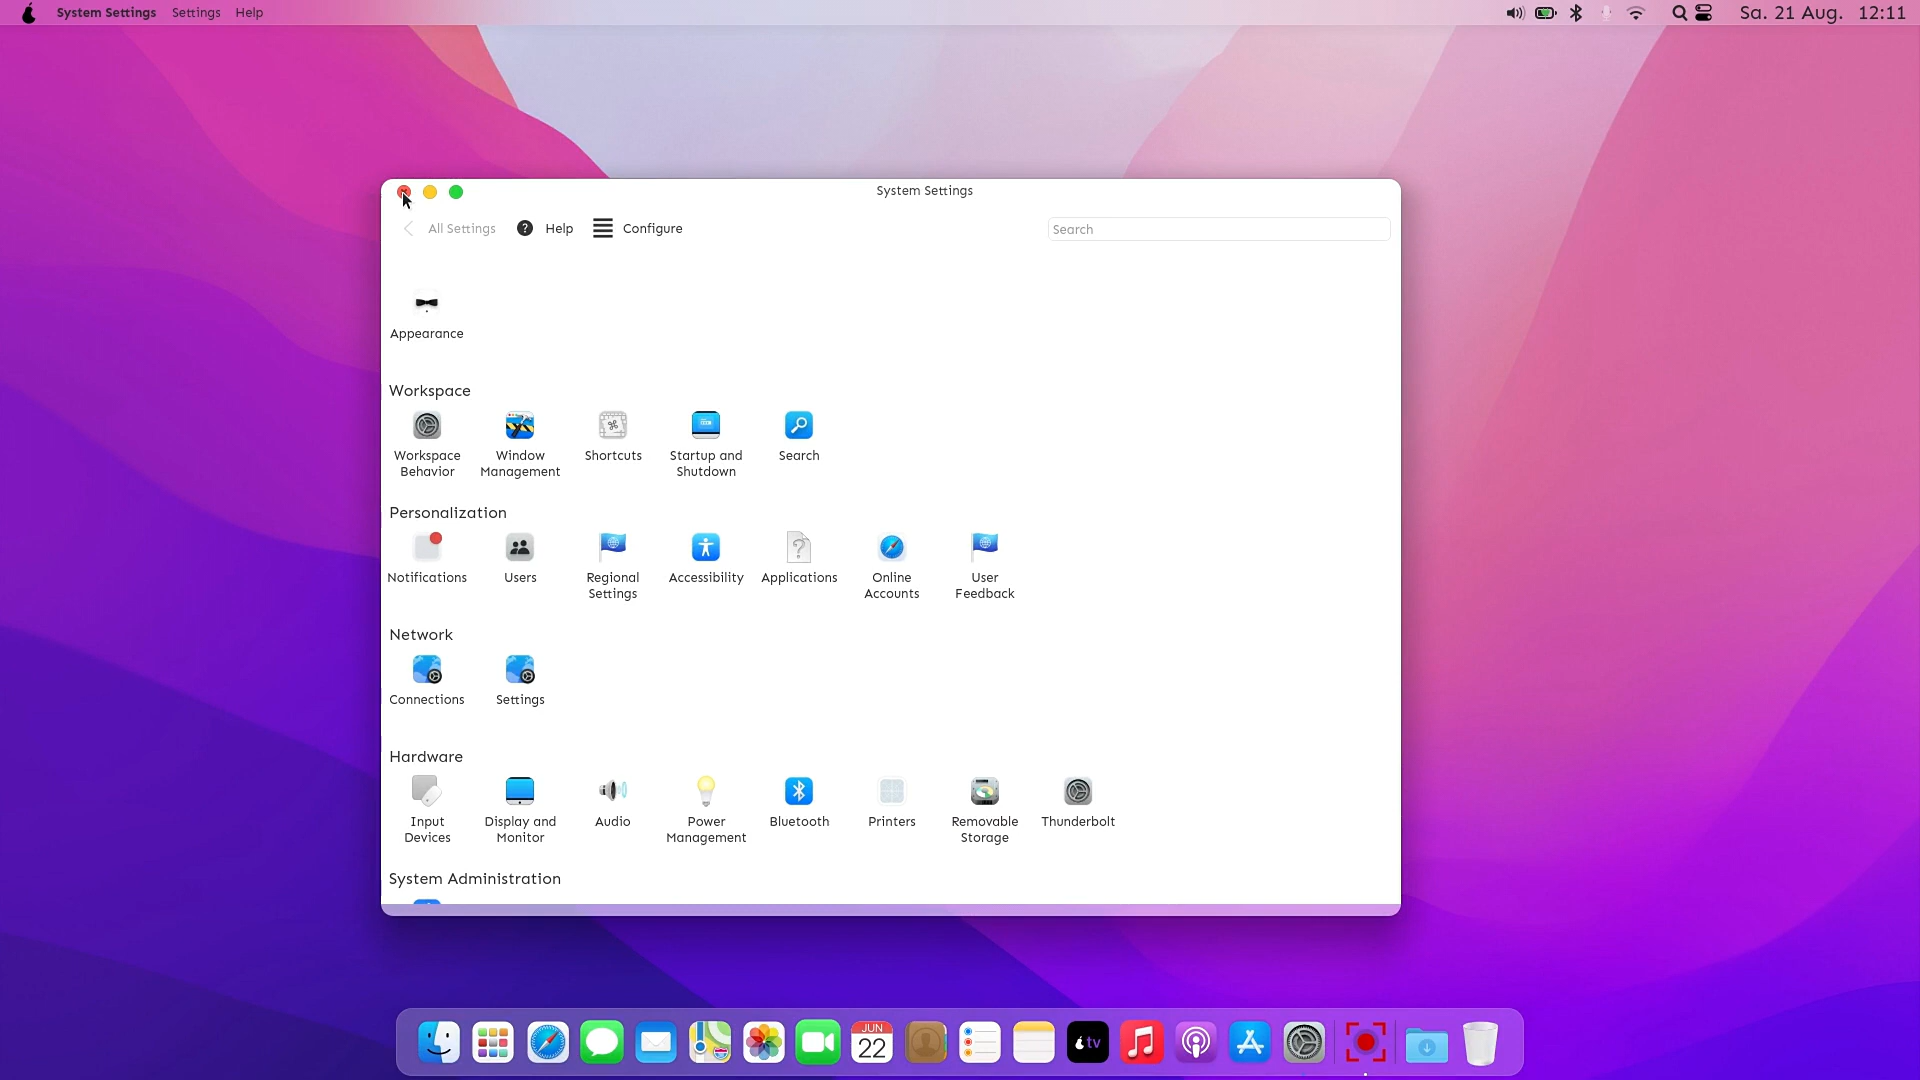 System Settings Settings Help Sa. 21 Aug. 12:11
System Settings
All Settings Help Configure Search
Appearance
Workspace
Workspace Behavior
Window Management
Shortcuts
Startup and Shutdown
Search
Personalization
Notifications
Users
Regional Settings
Accessibility
Applications
Online Accounts
User Feedback
Network
Connections
Settings
Hardware
Input Devices
Display and Monitor
Audio
Power Management
Bluetooth
Printers
Removable Storage
Thunderbolt
System Administration
JUN
22
tv